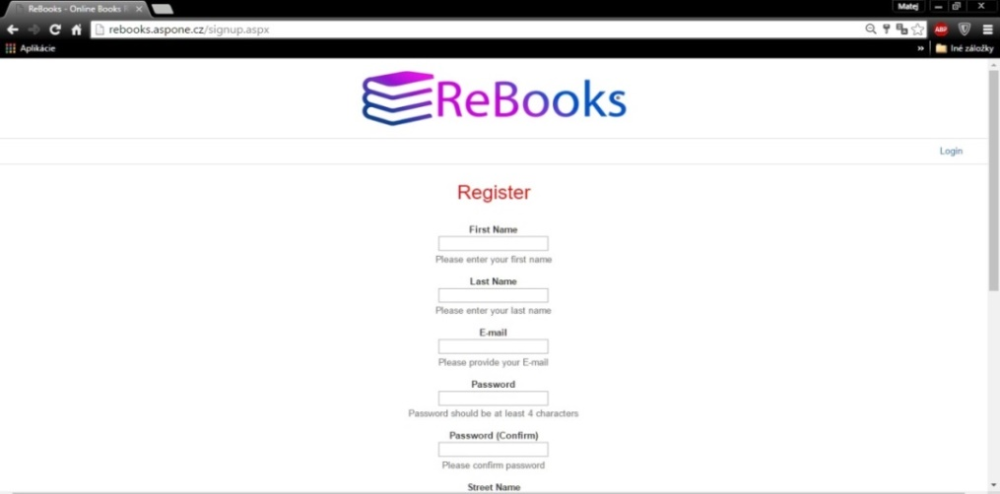 ReBooks - Online Books
Matej
rebooks.aspone.cz/signup.aspx
ABP
Aplikácie
»
Iné záložky
ReBooks
Login
Register
First Name
Please enter your first name
Last Name
Please enter your last name
E-mail
Please provide your E-mail
Password
Password should be at least 4 characters
Password (Confirm)
Please confirm password
Street Name